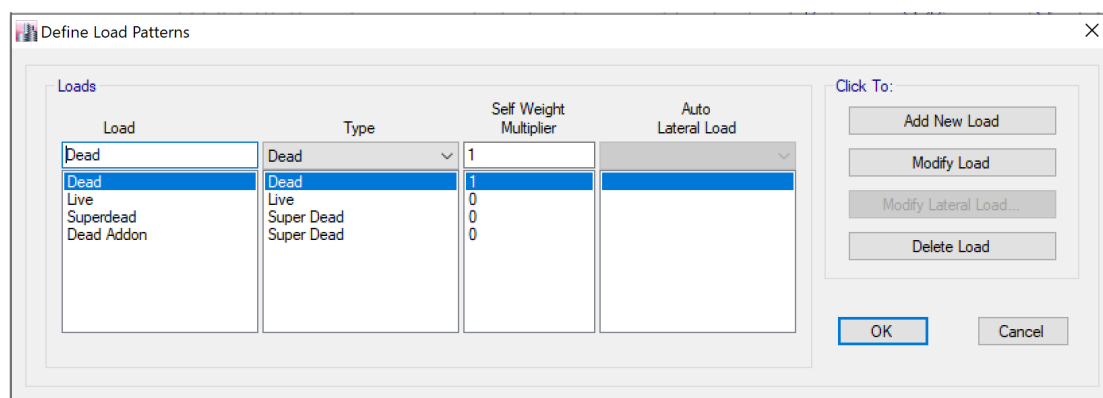 Define Load Patterns
Loads
Click To:
Load
Type
Self Weight
Multiplier
Auto
Lateral Load
Dead Dead 1
Dead Dead 1
Live Live 0
Superdead Super Dead 0
Dead Addon Super Dead 0
Add New Load
Modify Load
Modify Lateral Load...
Delete Load
OK
Cancel